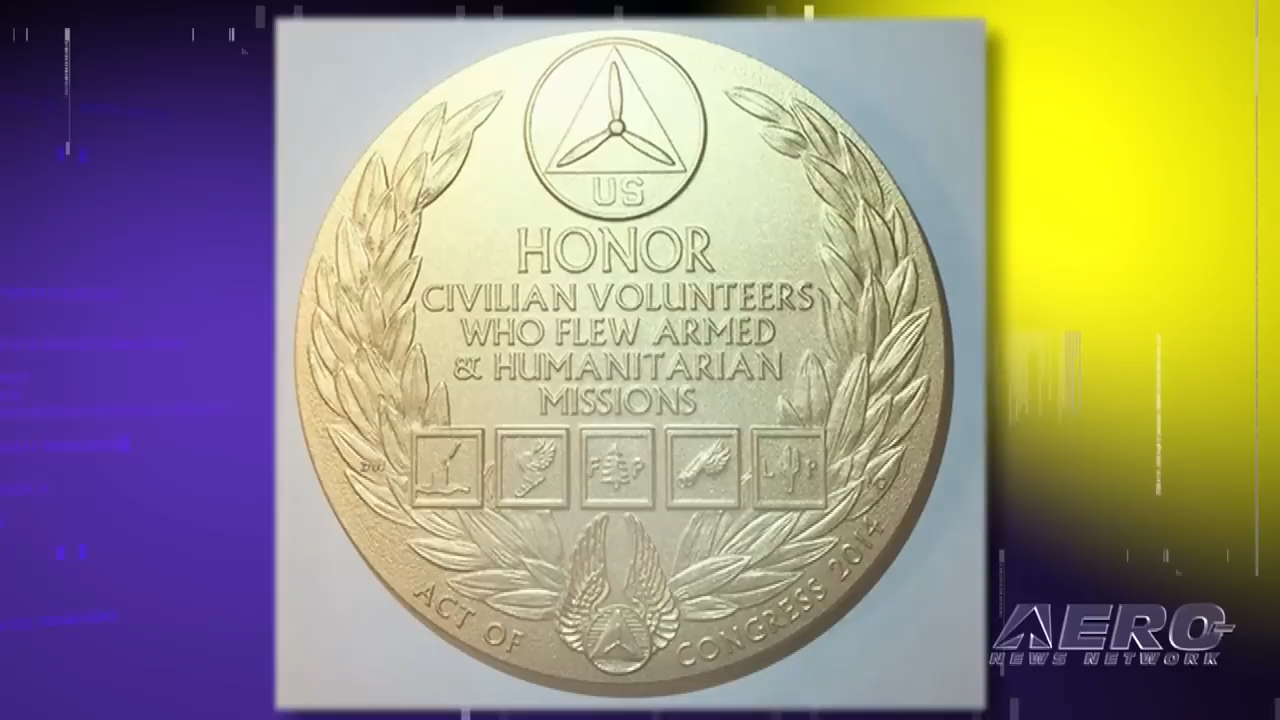 US
HONOR
CIVILIAN VOLUNTEERS
WHO FLEW ARMED
& HUMANITARIAN
MISSIONS
F P
L P
ACT OF CONGRESS 2014
AERO
NEWS NETWORK